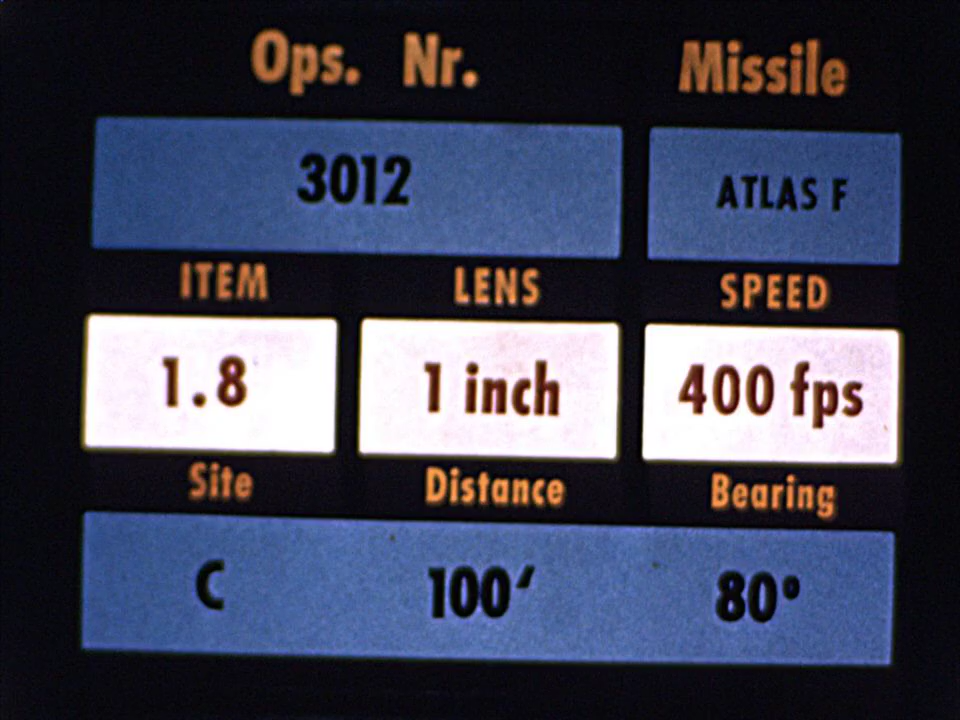 Ops. Nr. Missile
3012 ATLAS F
ITEM LENS SPEED
1.8 1 inch 400 fps
Site Distance Bearing
C 100′ 80°